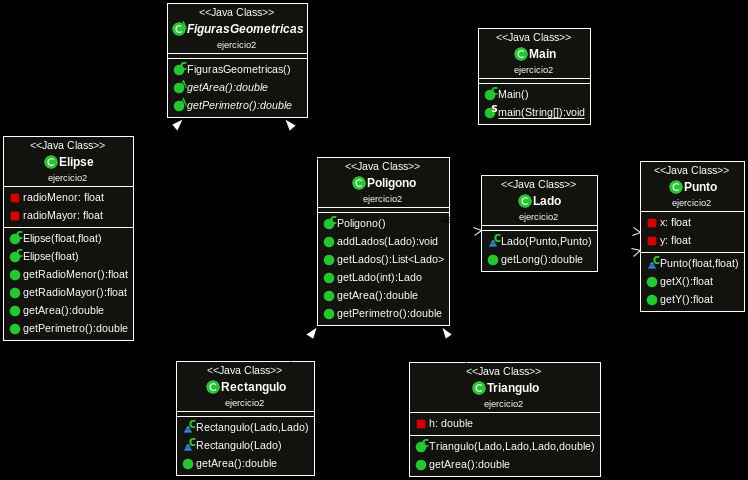 <<Java Class>>
FigurasGeometricas
ejercicio2
FigurasGeometricas()
getArea():double
getPerimetro():double
<<Java Class>>
Main
ejercicio2
Main()
main(String[]):void
<<Java Class>>
Elipse
ejercicio2
radioMenor: float
radioMayor: float
Elipse(float,float)
Elipse(float)
getRadioMenor():float
getRadioMayor():float
getArea():double
getPerimetro():double
<<Java Class>>
Poligono
ejercicio2
Poligono()
addLados(Lado):void
getLados():List<Lado>
getLado(int):Lado
getArea():double
getPerimetro():double
<<Java Class>>
Lado
ejercicio2
Lado(Punto,Punto)
getLong():double
<<Java Class>>
Punto
ejercicio2
x: float
y: float
Punto(float,float)
getX():float
getY():float
<<Java Class>>
Rectangulo
ejercicio2
Rectangulo(Lado,Lado)
Rectangulo(Lado)
getArea():double
<<Java Class>>
Triangulo
ejercicio2
h: double
Triangulo(Lado,Lado,Lado,double)
getArea():double